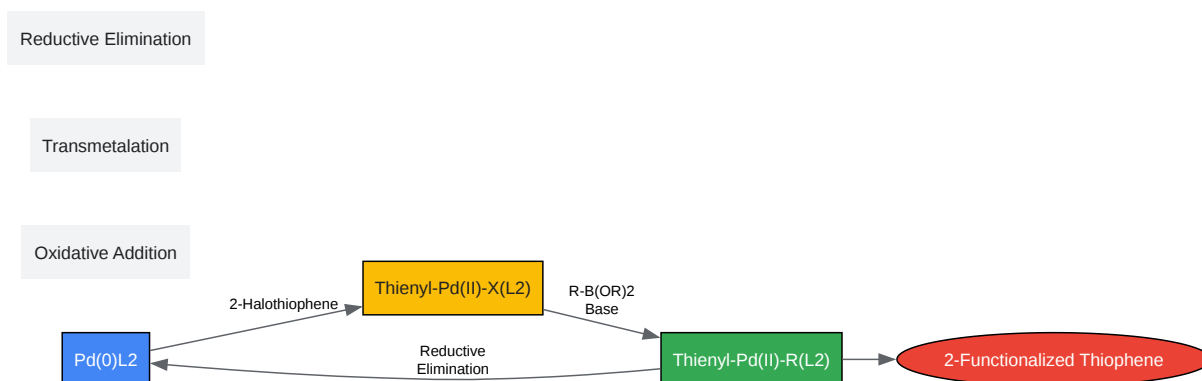 Reductive Elimination
Transmetalation
Oxidative Addition
2-Halothiophene
Thienyl-Pd(II)-X(L2)
R-B(OR)2
Base
Pd(0)L2
Reductive
Elimination
Thienyl-Pd(II)-R(L2)
2-Functionalized Thiophene